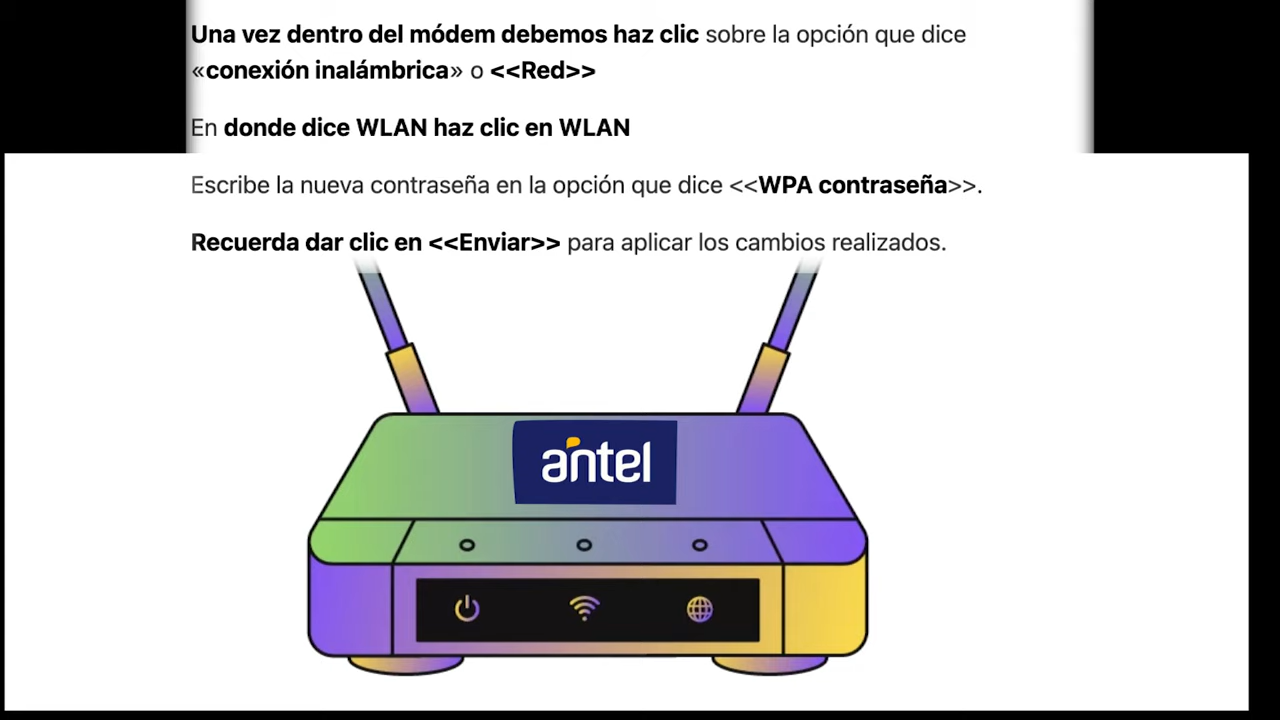 Una vez dentro del módem debemos haz clic sobre la opción que dice
«conexión inalámbrica» o <<Red>>
En donde dice WLAN haz clic en WLAN
Escribe la nueva contraseña en la opción que dice <<WPA contraseña>>.
Recuerda dar clic en <<Enviar>> para aplicar los cambios realizados.
antel